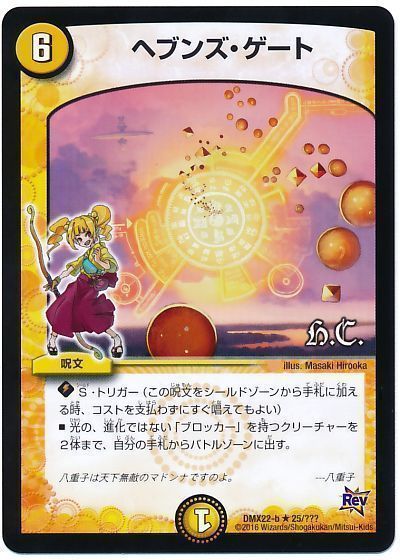 6
ヘブンズ・ゲート
H.C.
呪文
illus. Masaki Hirooka
S・トリガー（この呪文をシールドゾーンから手札に加え
る時、コストを支払わずにすぐ唱えてもよい）
■ 光の、進化ではない「ブロッカー」を持つクリーチャーを
２体まで、自分の手札からバトルゾーンに出す。
八重子は天下無敵のマドンナですのよ。 ---八重子
Rev
1
DMX22-b ★ 25/???
©2016 Wizards/Shogakukan/Mitsui-Kids